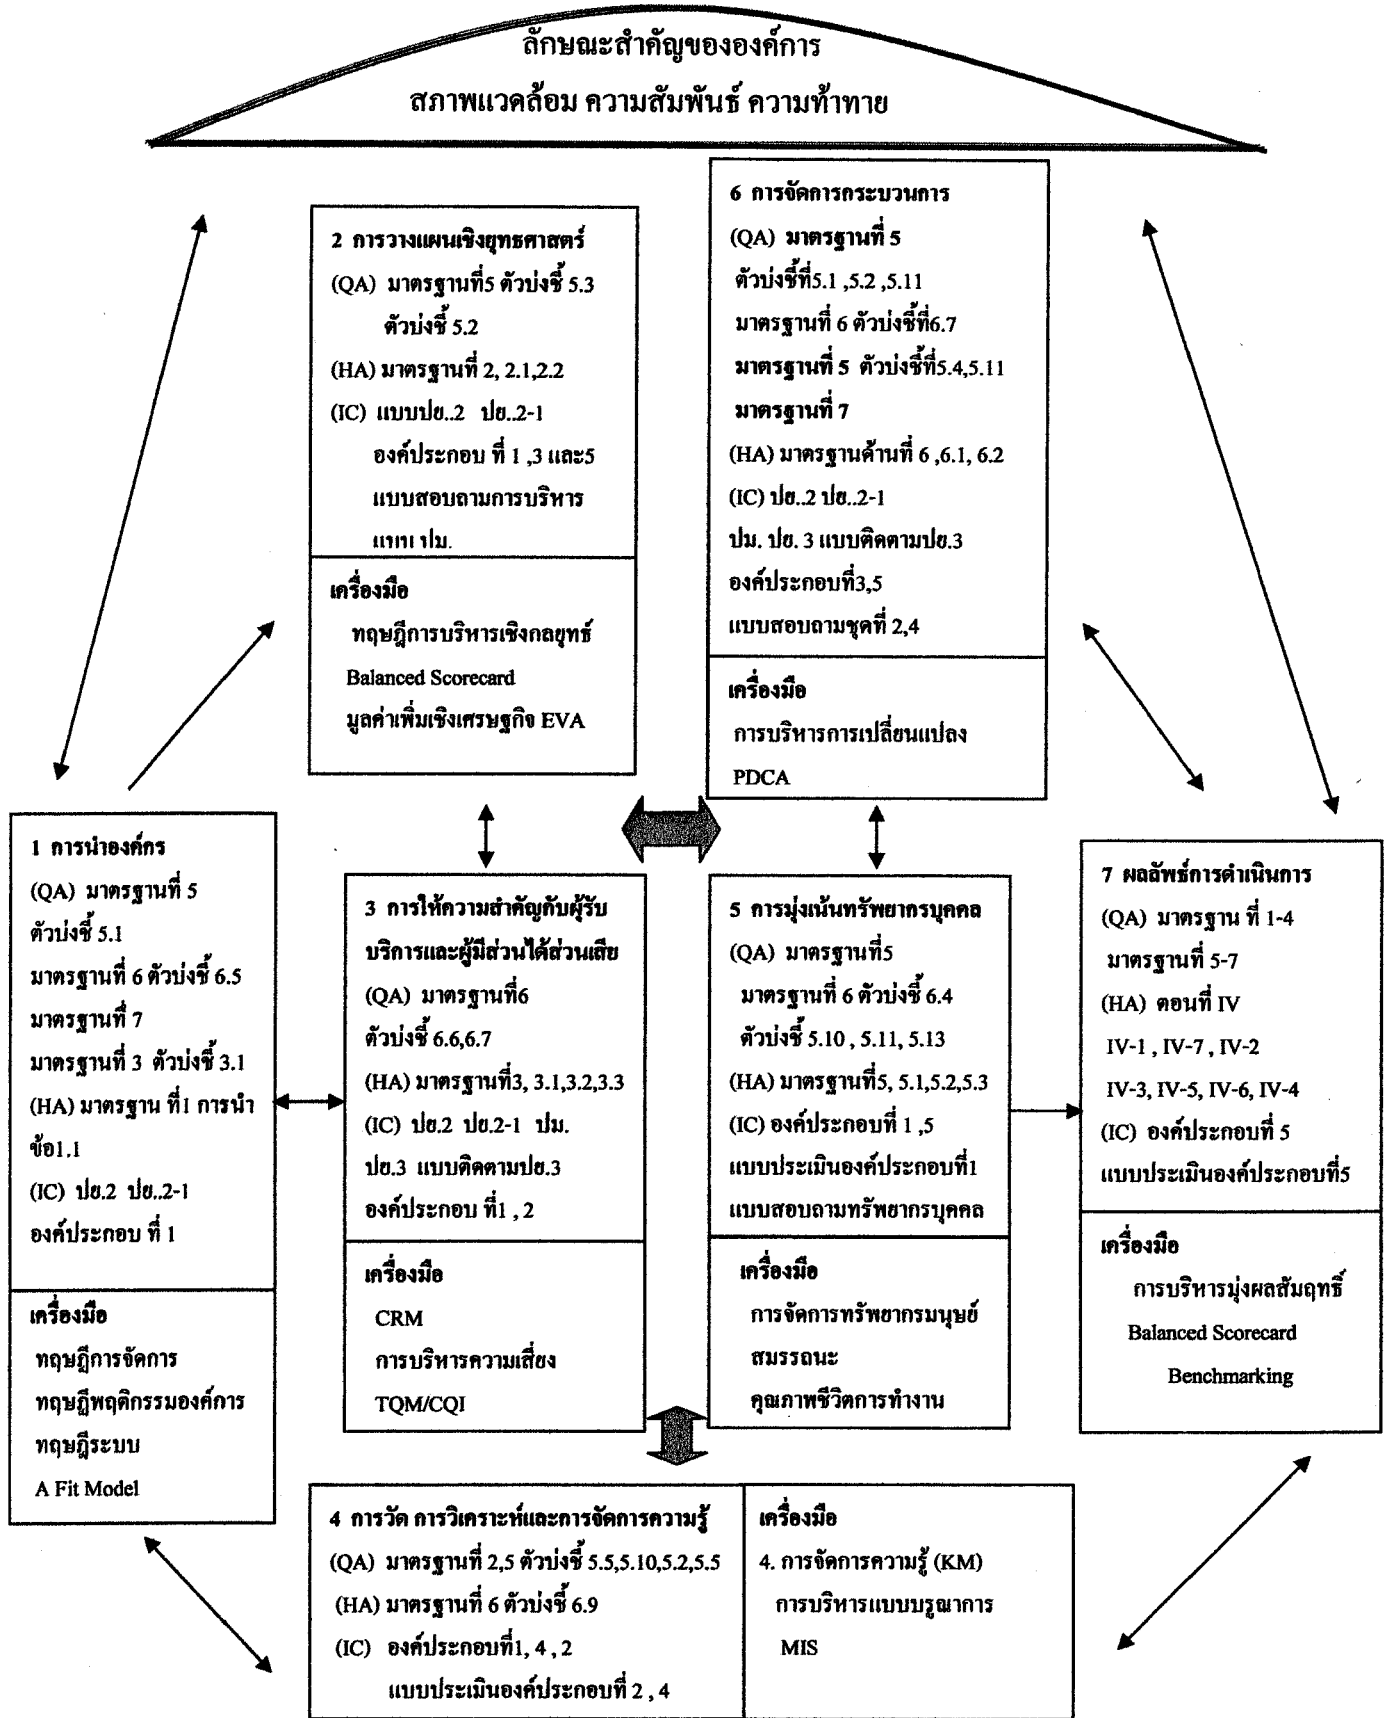 ลักษณะสำคัญขององค์การ
สภาพแวดล้อม ความสัมพันธ์ ความท้าทาย
2 การวางแผนเชิงยุทธศาสตร์
(QA) มาตรฐานที่5 ตัวบ่งชี้ 5.3
ตัวบ่งชี้ 5.2
(HA) มาตรฐานที่ 2, 2.1,2.2
(IC) แบบปย..2 ปย..2-1
องค์ประกอบ ที่ 1 ,3 และ5
แบบสอบถามการบริหาร
แบบ ปม.
เครื่องมือ
ทฤษฎีการบริหารเชิงกลยุทธ์
Balanced Scorecard
มูลค่าเพิ่มเชิงเศรษฐกิจ EVA
6 การจัดการกระบวนการ
(QA) มาตรฐานที่ 5
ตัวบ่งชี้ที่5.1 ,5.2 ,5.11
มาตรฐานที่ 6 ตัวบ่งชี้ที่6.7
มาตรฐานที่ 5 ตัวบ่งชี้ที่5.4,5.11
มาตรฐานที่ 7
(HA) มาตรฐานด้านที่ 6 ,6.1, 6.2
(IC) ปย..2 ปย..2-1
ปม. ปย. 3 แบบติดตามปย.3
องค์ประกอบที่3,5
แบบสอบถามชุดที่ 2,4
เครื่องมือ
การบริหารการเปลี่ยนแปลง
PDCA
1 การนำองค์กร
(QA) มาตรฐานที่ 5
ตัวบ่งชี้ 5.1
มาตรฐานที่ 6 ตัวบ่งชี้ 6.5
มาตรฐานที่ 7
มาตรฐานที่ 3 ตัวบ่งชี้ 3.1
(HA) มาตรฐาน ที่1 การนำ
ข้อ1.1
(IC) ปย.2 ปย..2-1
องค์ประกอบ ที่ 1
เครื่องมือ
ทฤษฎีการจัดการ
ทฤษฎีพฤติกรรมองค์การ
ทฤษฎีระบบ
A Fit Model
3 การให้ความสำคัญกับผู้รับ
บริการและผู้มีส่วนได้ส่วนเสีย
(QA) มาตรฐานที่6
ตัวบ่งชี้ 6.6,6.7
(HA) มาตรฐานที่3, 3.1,3.2,3.3
(IC) ปย.2 ปย.2-1 ปม.
ปย.3 แบบติดตามปย.3
องค์ประกอบ ที่1 , 2
เครื่องมือ
CRM
การบริหารความเสี่ยง
TQM/CQI
5 การมุ่งเน้นทรัพยากรบุคคล
(QA) มาตรฐานที่5
มาตรฐานที่ 6 ตัวบ่งชี้ 6.4
ตัวบ่งชี้ 5.10 , 5.11, 5.13
(HA) มาตรฐานที่5, 5.1,5.2,5.3
(IC) องค์ประกอบที่ 1 ,5
แบบประเมินองค์ประกอบที่1
แบบสอบถามทรัพยากรบุคคล
เครื่องมือ
การจัดการทรัพยากรมนุษย์
สมรรถนะ
คุณภาพชีวิตการทำงาน
7 ผลลัพธ์การดำเนินการ
(QA) มาตรฐาน ที่ 1-4
มาตรฐานที่ 5-7
(HA) ตอนที่ IV
IV-1 , IV-7 , IV-2
IV-3, IV-5, IV-6, IV-4
(IC) องค์ประกอบที่ 5
แบบประเมินองค์ประกอบที่5
เครื่องมือ
การบริหารมุ่งผลสัมฤทธิ์
Balanced Scorecard
Benchmarking
4 การวัด การวิเคราะห์และการจัดการความรู้
(QA) มาตรฐานที่ 2,5 ตัวบ่งชี้ 5.5,5.10,5.2,5.5
(HA) มาตรฐานที่ 6 ตัวบ่งชี้ 6.9
(IC) องค์ประกอบที่1, 4 , 2
แบบประเมินองค์ประกอบที่ 2 , 4
เครื่องมือ
4. การจัดการความรู้ (KM)
การบริหารแบบบรูณาการ
MIS